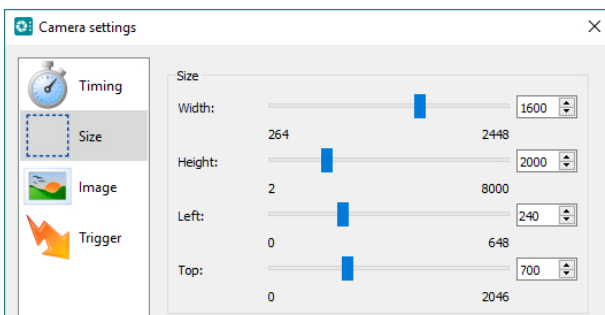 Camera settings
Timing
Size
Image
Trigger
Size
Width: 1600
264 2448
Height: 2000
2 8000
Left: 240
0 648
Top: 700
0 2046